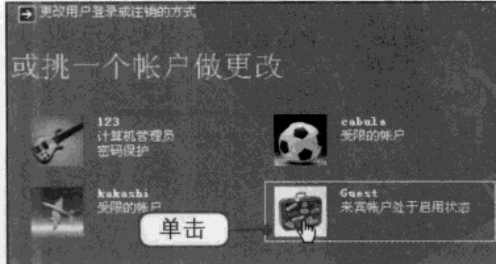 更改用户登录或注销的方式
或挑一个帐户做更改
123
计算机管理员
密码保护
cabula
受限的帐户
kakashi
受限的帐户
Guest
来宾帐户处于启用状态
单击